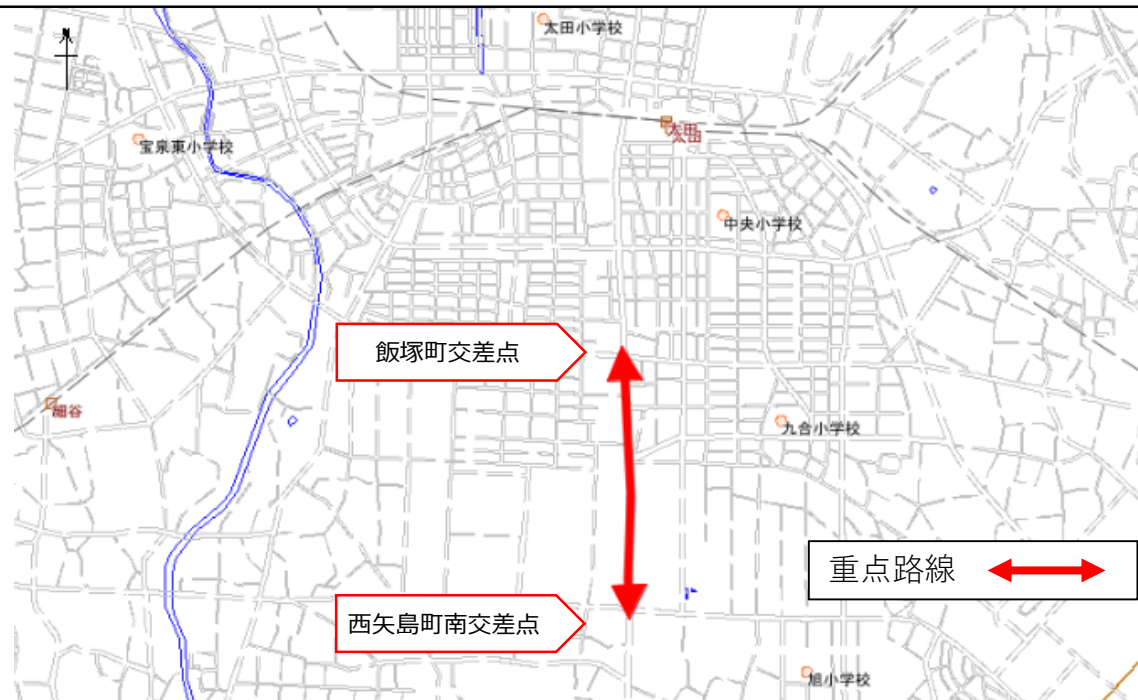 太田小学校
太田
太田
宝泉東小学校
中央小学校
飯塚町交差点
細谷
九合小学校
重点路線
西矢島町南交差点
旭小学校